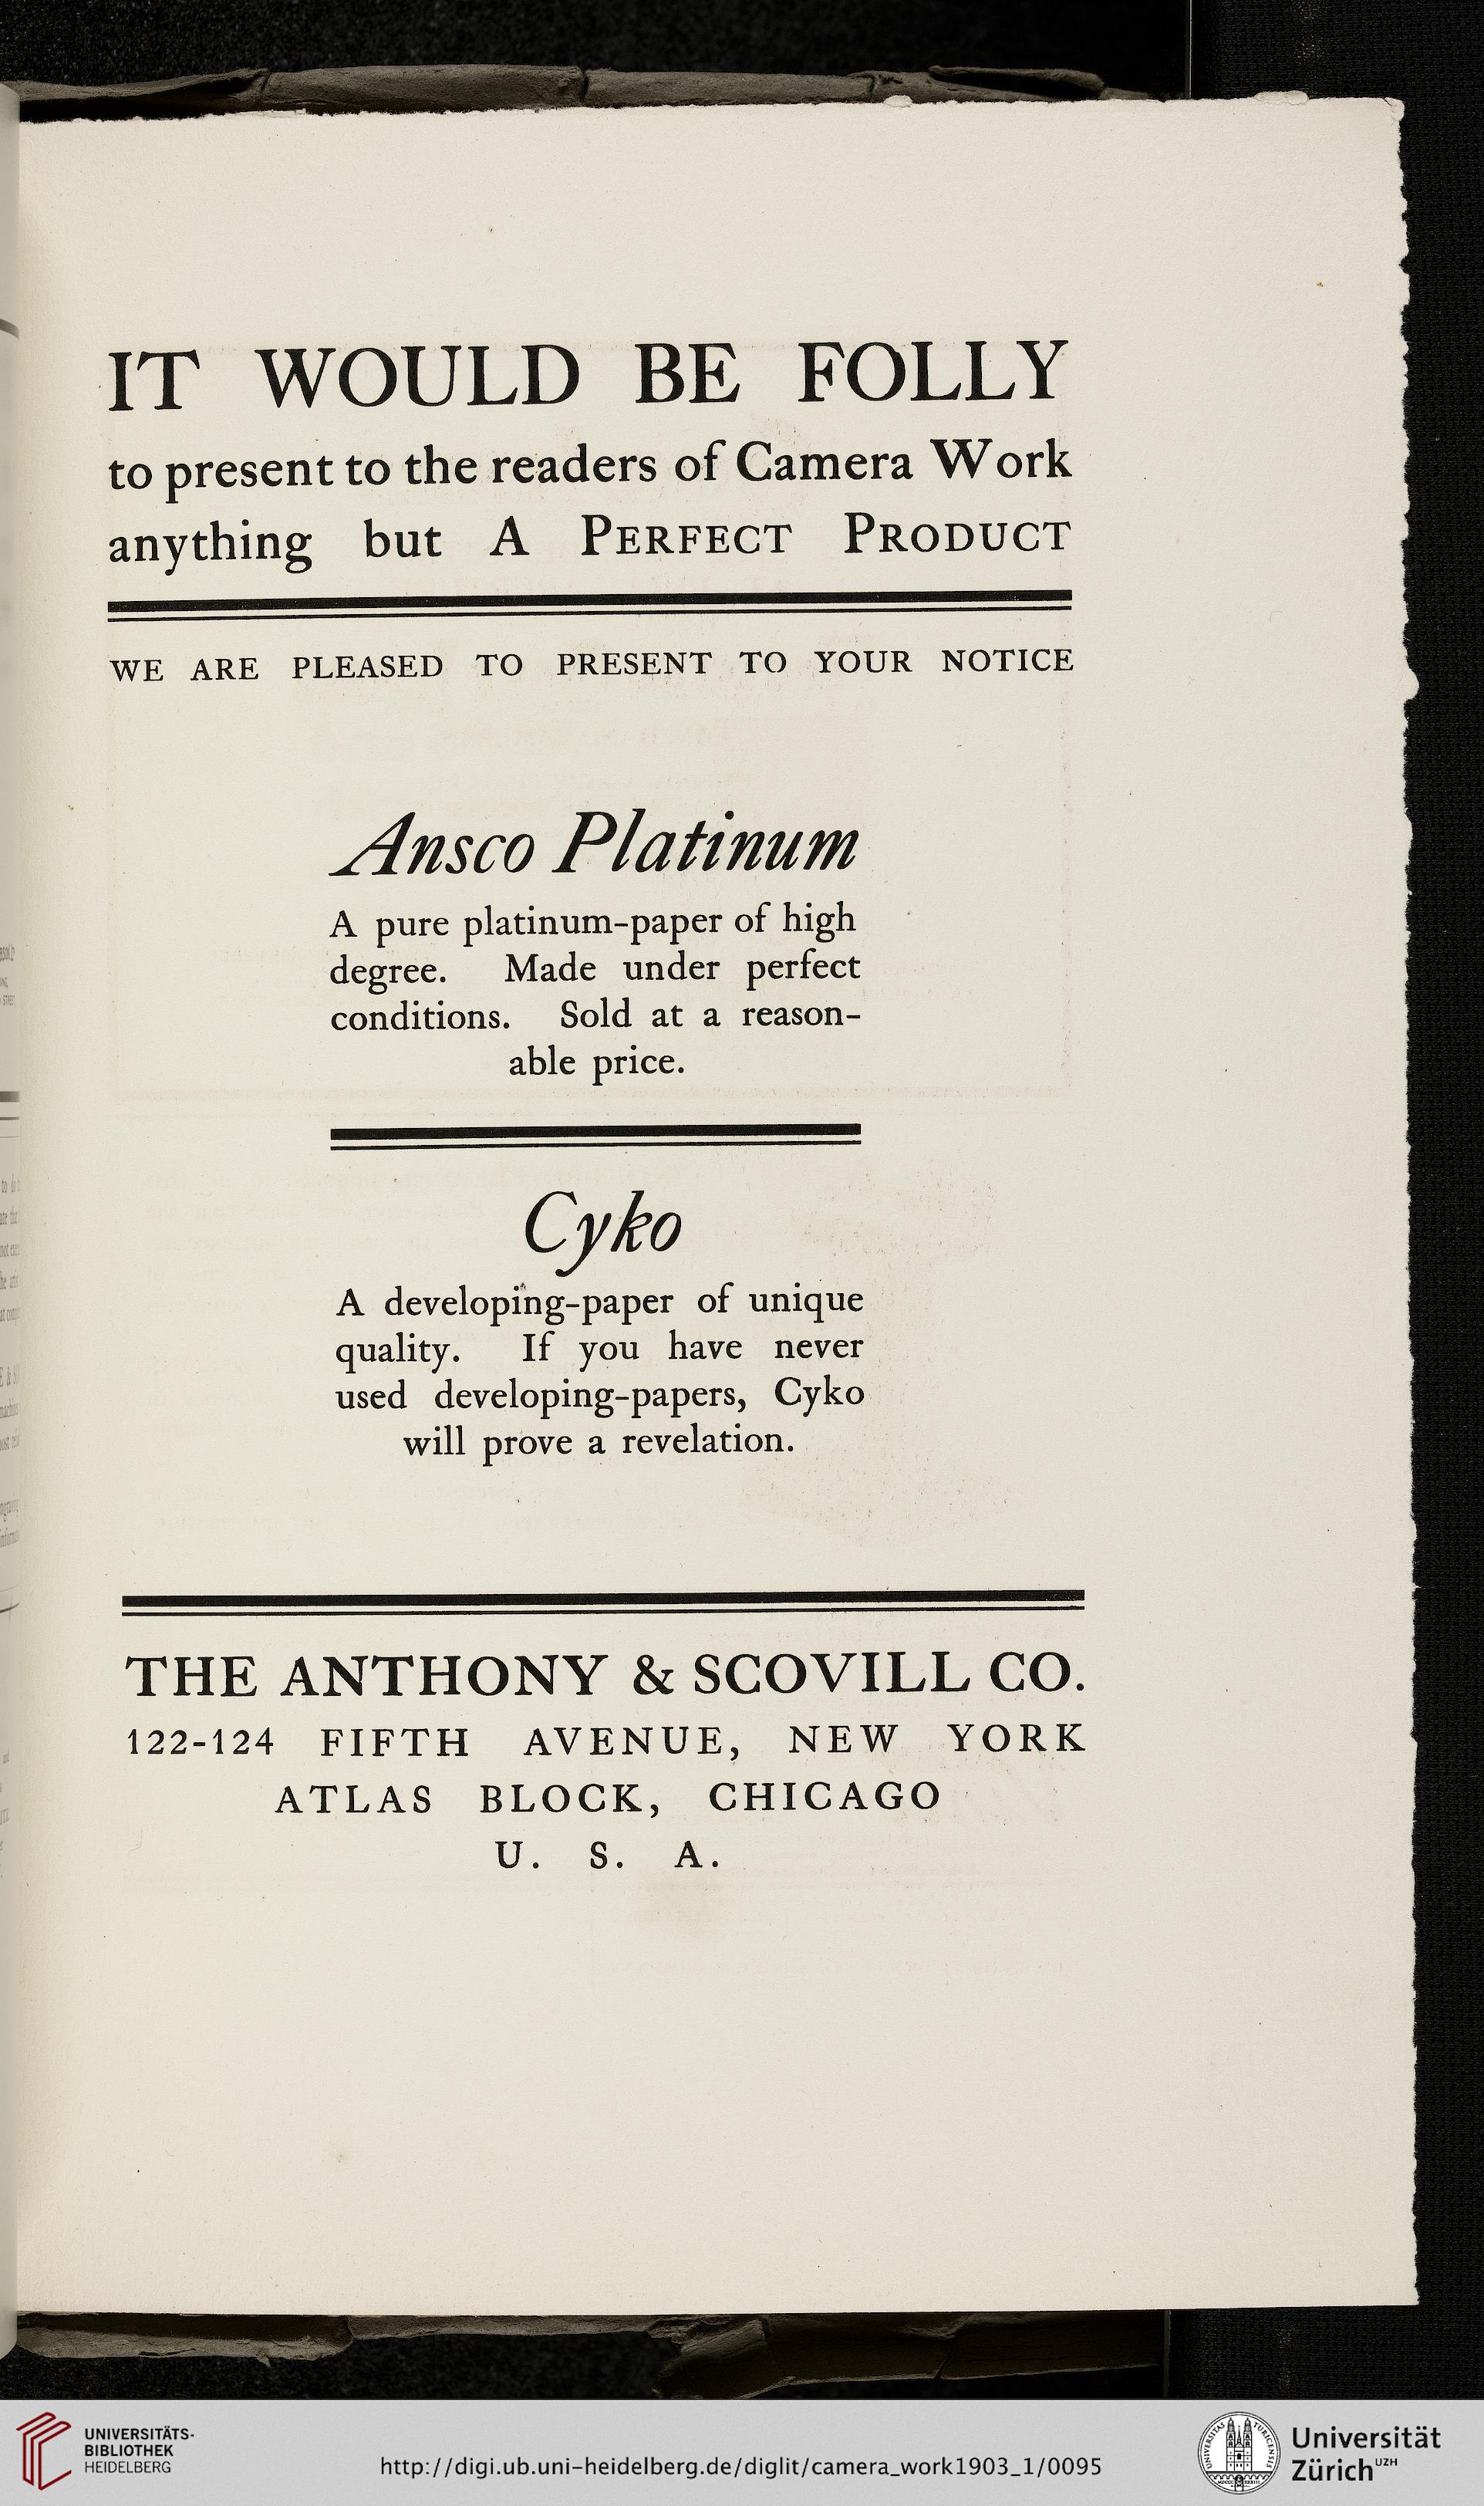 IT WOULD BE FOLLY
to present to the readers of Camera Work
anything but A PERFECT PRODUCT
WE ARE PLEASED TO PRESENT TO YOUR NOTICE
Ansco Platinum
A pure platinum-paper of high
degree. Made under perfect
conditions. Sold at a reason-
able price.
Cyko
A developing-paper of unique
quality. If you have never
used developing-papers, Cyko
will prove a revelation.
THE ANTHONY & SCOVILL CO.
122-124 FIFTH AVENUE, NEW YORK
ATLAS BLOCK, CHICAGO
U. S. A.
UNIVERSITÄTS-
BIBLIOTHEK
HEIDELBERG
http://digi.ub.uni-heidelberg.de/diglit/camera_work1903_1/0095
Universität
Zürich UZH